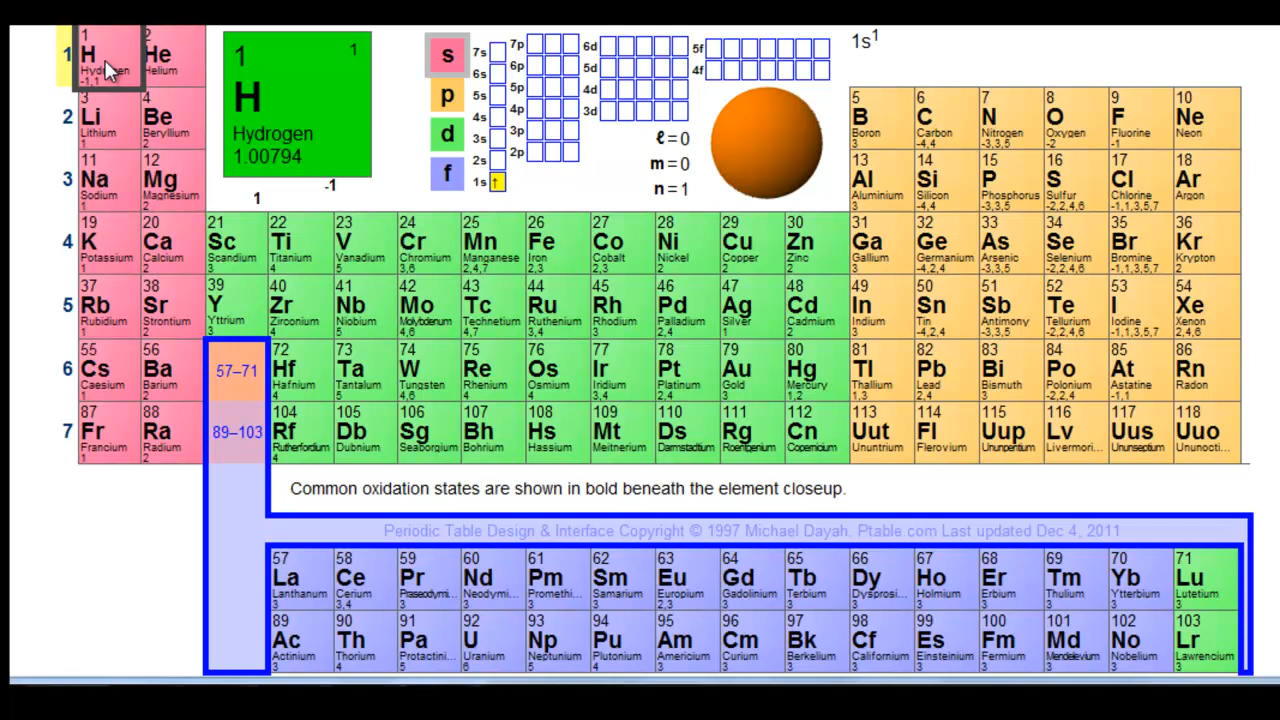 1 2
1 H He
Hydrogen Helium
-1,1
1 1
H
Hydrogen
1.00794
1 -1
s
p
d
f
7s 7p 6d 5f
6s 6p 5d 4f
5s 5p 4d
4s 4p 3d
3s 3p
2s 2p
1s ↑
ℓ = 0
m = 0
n = 1
1s¹
3 4 5 6 7 8 9 10
2 Li Be B C N O F Ne
Lithium Beryllium Boron Carbon Nitrogen Oxygen Fluorine Neon
1 2 3 -4,4 -3,3,5 -2 -1
11 12 13 14 15 16 17 18
3 Na Mg Al Si P S Cl Ar
Sodium Magnesium Aluminium Silicon Phosphorus Sulfur Chlorine Argon
1 2 3 -4,4 -3,3,5 -2,2,4,6 -1,1,3,5,7
19 20 21 22 23 24 25 26 27 28 29 30 31 32 33 34 35 36
4 K Ca Sc Ti V Cr Mn Fe Co Ni Cu Zn Ga Ge As Se Br Kr
Potassium Calcium Scandium Titanium Vanadium Chromium Manganese Iron Cobalt Nickel Copper Zinc Gallium Germanium Arsenic Selenium Bromine Krypton
1 2 3 4 5 3,6 2,4,7 2,3 2,3 2 2 2 3 -4,2,4 -3,3,5 -2,2,4,6 -1,1,3,5,7 2
37 38 39 40 41 42 43 44 45 46 47 48 49 50 51 52 53 54
5 Rb Sr Y Zr Nb Mo Tc Ru Rh Pd Ag Cd In Sn Sb Te I Xe
Rubidium Strontium Yttrium Zirconium Niobium Molybdenum Technetium Ruthenium Rhodium Palladium Silver Cadmium Indium Tin Antimony Tellurium Iodine Xenon
1 2 3 4 5 4,6 4,7 3,4 3 2,4 1 2 3 -4,2,4 -3,3,5 -2,2,4,6 -1,1,3,5,7 2,4,6
55 56 72 73 74 75 76 77 78 79 80 81 82 83 84 85 86
6 Cs Ba 57–71 Hf Ta W Re Os Ir Pt Au Hg Tl Pb Bi Po At Rn
Caesium Barium Hafnium Tantalum Tungsten Rhenium Osmium Iridium Platinum Gold Mercury Thallium Lead Bismuth Polonium Astatine Radon
1 2 4 5 4,6 4 4 3,4 2,4 3 1,2 1,3 2,4 3 -2,2,4 -1,1
87 88 104 105 106 107 108 109 110 111 112 113 114 115 116 117 118
7 Fr Ra 89–103 Rf Db Sg Bh Hs Mt Ds Rg Cn Uut Fl Uup Lv Uus Uuo
Francium Radium Rutherfordium Dubnium Seaborgium Bohrium Hassium Meitnerium Darmstadtium Roentgenium Copernicium Ununtrium Flerovium Ununpentium Livermori... Ununseptium Ununocti...
1 2 4
Common oxidation states are shown in bold beneath the element closeup.
Periodic Table Design & Interface Copyright © 1997 Michael Dayah. Ptable.com Last updated Dec 4, 2011
57 58 59 60 61 62 63 64 65 66 67 68 69 70 71
La Ce Pr Nd Pm Sm Eu Gd Tb Dy Ho Er Tm Yb Lu
Lanthanum Cerium Praseodymi... Neodymi... Promethi... Samarium Europium Gadolinium Terbium Dysprosi... Holmium Erbium Thulium Ytterbium Lutetium
3 3,4 3 3 3 3 2,3 3 3 3 3 3 3 3 3
89 90 91 92 93 94 95 96 97 98 99 100 101 102 103
Ac Th Pa U Np Pu Am Cm Bk Cf Es Fm Md No Lr
Actinium Thorium Protactini... Uranium Neptunium Plutonium Americium Curium Berkelium Californium Einsteinium Fermium Mendelevium Nobelium Lawrencium
3 4 5 6 5 4 3 3 3 3 3 3 3 3 3